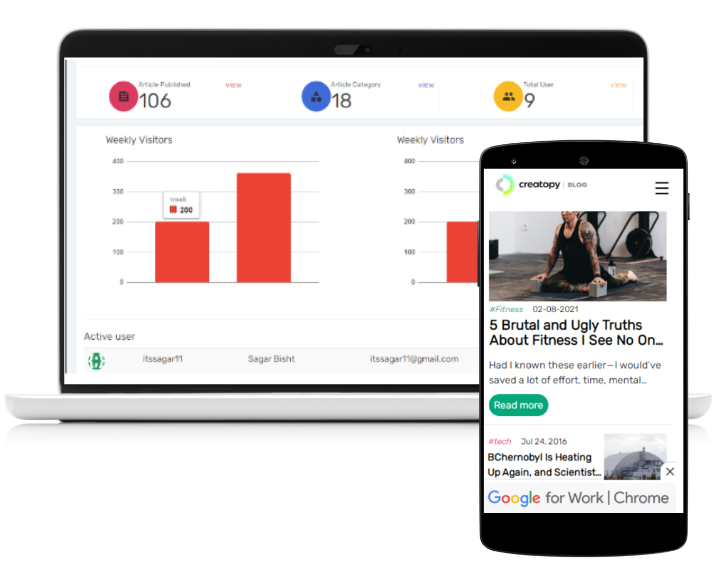 Article Published
view
106
Article Category
view
18
Total User
view
9
Weekly Visitors
400
300
200
100
0
week
200
Weekly Visitors
400
300
200
100
0
Active user
itssagar11
Sagar Bisht
itssagar11@gmail.com
creatopy | BLOG
#Fitness 02-08-2021
5 Brutal and Ugly Truths
About Fitness I See No On...
Had I known these earlier—I would've
saved a lot of effort, time, mental...
Read more
#tech Jul 24, 2016
BChernobyl Is Heating
Up Again, and Scientist...
Google for Work | Chrome